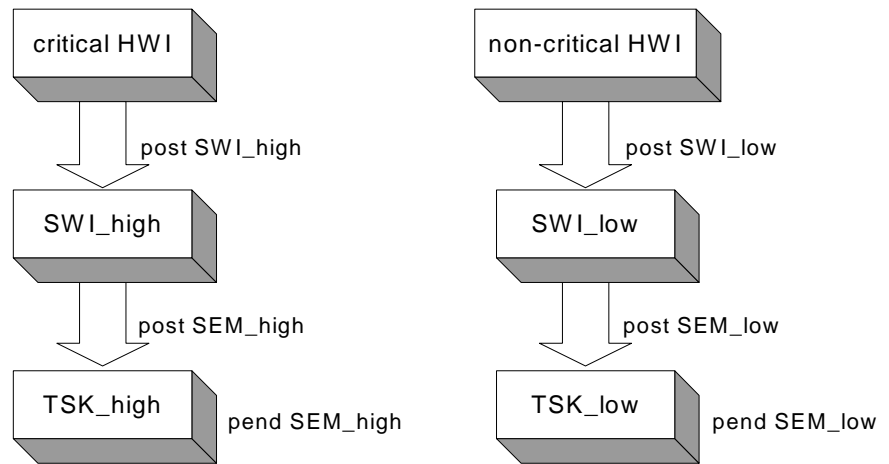 critical HWI
non-critical HWI
post SWI_high
post SWI_low
SWI_high
SWI_low
post SEM_high
post SEM_low
TSK_high
pend SEM_high
TSK_low
pend SEM_low